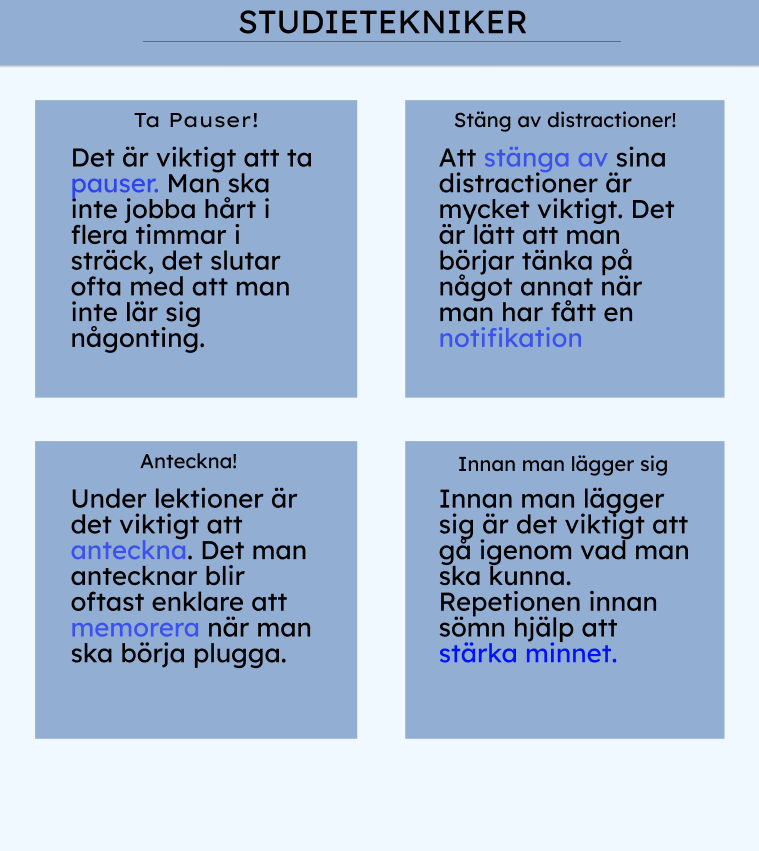 STUDIETEKNIKER
Ta Pauser!
Det är viktigt att ta
pauser. Man ska
inte jobba hårt i
flera timmar i
sträck, det slutar
ofta med att man
inte lär sig
någonting.
Stäng av distractioner!
Att stänga av sina
distractioner är
mycket viktigt. Det
är lätt att man
börjar tänka på
något annat när
man har fått en
notifikation
Anteckna!
Under lektioner är
det viktigt att
anteckna. Det man
antecknar blir
oftast enklare att
memorera när man
ska börja plugga.
Innan man lägger sig
Innan man lägger
sig är det viktigt att
gå igenom vad man
ska kunna.
Repetionen innan
sömn hjälp att
stärka minnet.